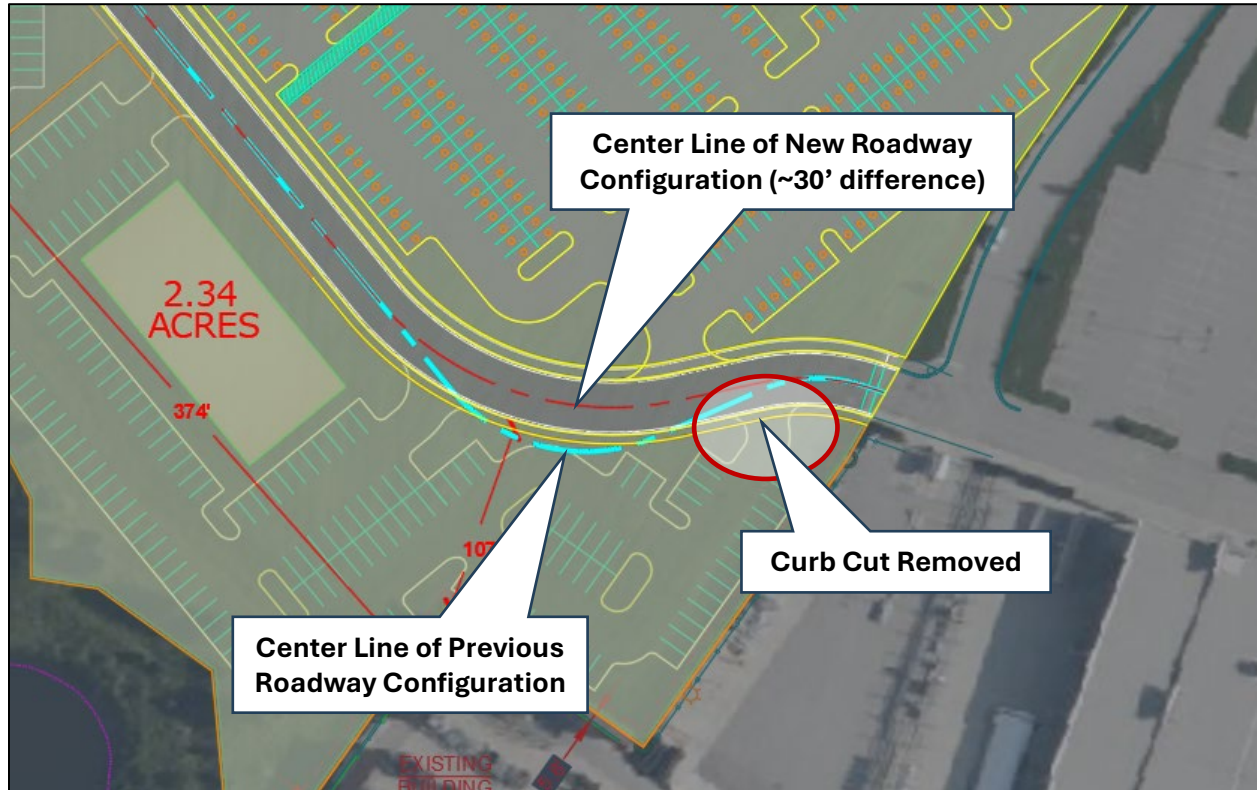 Center Line of New Roadway
Configuration (~30’ difference)
2.34
ACRES
374'
Curb Cut Removed
Center Line of Previous
Roadway Configuration
EXISTING
BUILDING